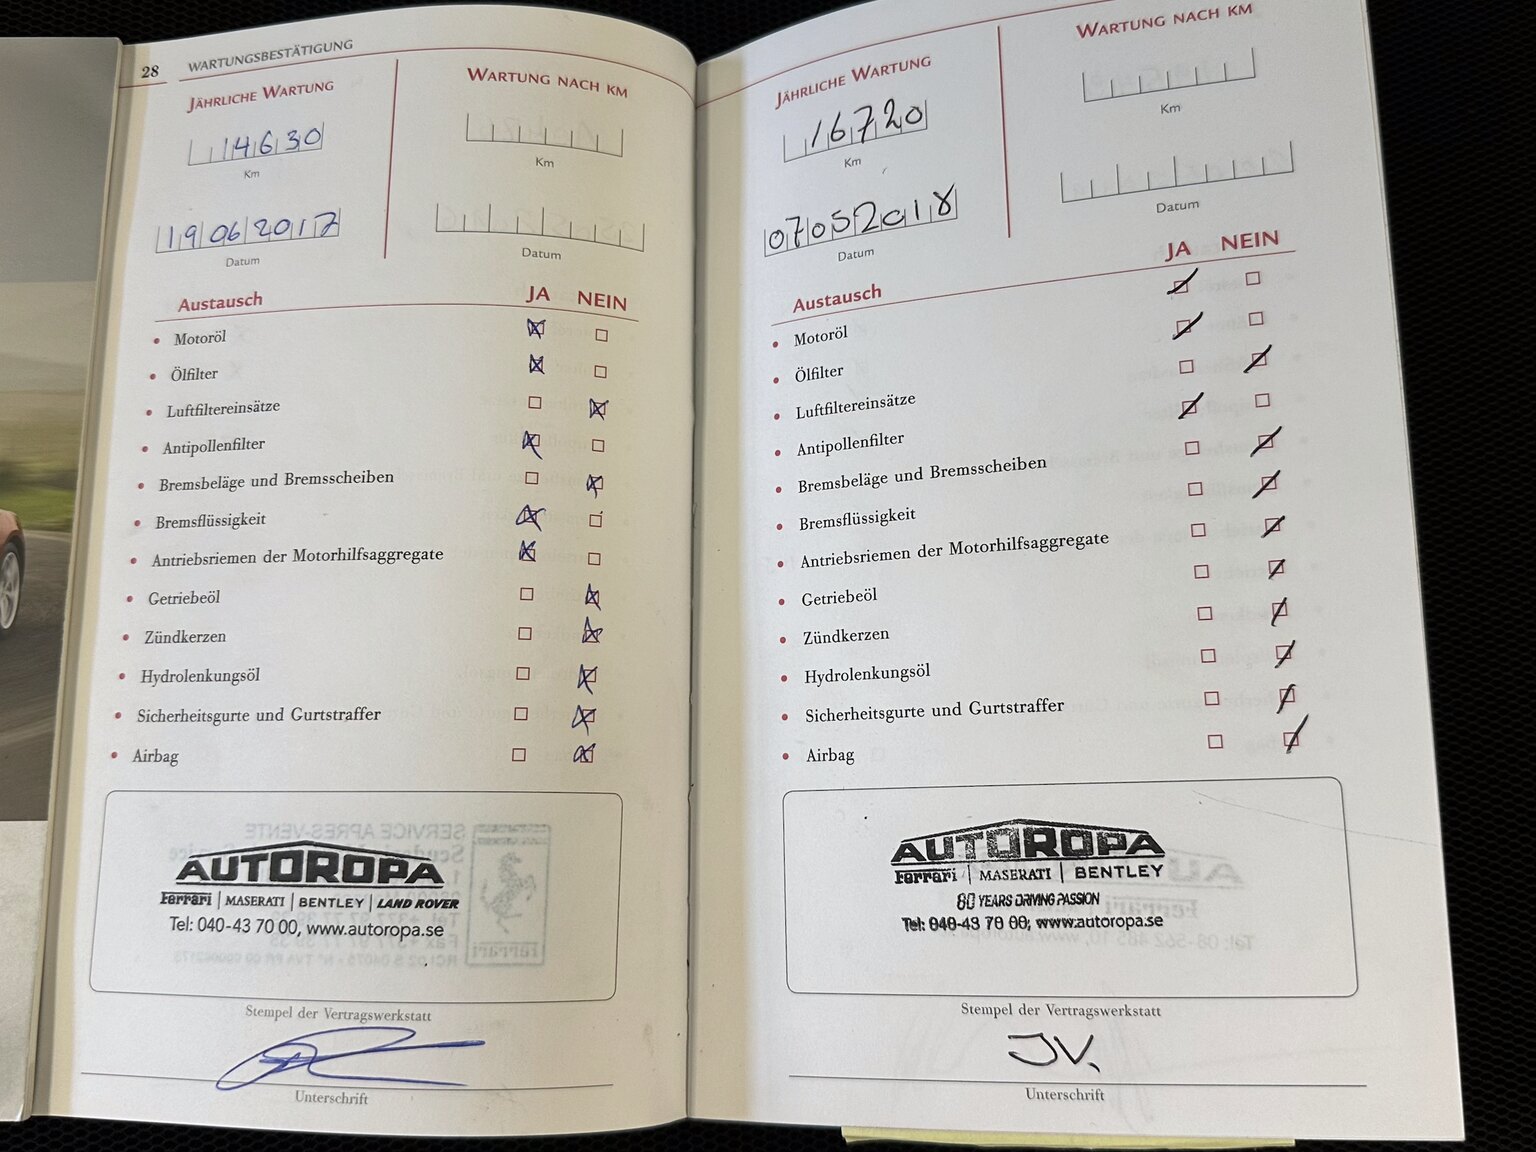 28 WARTUNGSBESTÄTIGUNG
JÄHRLICHE WARTUNG
WARTUNG NACH KM
14630
Km
Km
19062017
Datum
Datum
Austausch JA NEIN
• Motoröl
• Ölfilter
• Luftfiltereinsätze
• Antipollenfilter
• Bremsbeläge und Bremsscheiben
• Bremsflüssigkeit
• Antriebsriemen der Motorhilfsaggregate
• Getriebeöl
• Zündkerzen
• Hydrolenkungsöl
• Sicherheitsgurte und Gurtstraffer
• Airbag
AUTOROPA
Ferrari | MASERATI | BENTLEY | LAND ROVER
Tel: 040-43 70 00, www.autoropa.se
Stempel der Vertragswerkstatt
Unterschrift
JÄHRLICHE WARTUNG
WARTUNG NACH KM
16720
Km
Km
07052018
Datum
Datum
Austausch JA NEIN
• Motoröl
• Ölfilter
• Luftfiltereinsätze
• Antipollenfilter
• Bremsbeläge und Bremsscheiben
• Bremsflüssigkeit
• Antriebsriemen der Motorhilfsaggregate
• Getriebeöl
• Zündkerzen
• Hydrolenkungsöl
• Sicherheitsgurte und Gurtstraffer
• Airbag
AUTOROPA
Ferrari | MASERATI | BENTLEY
80 YEARS DRIVING PASSION
Tel: 040-43 70 00, www.autoropa.se
Stempel der Vertragswerkstatt
JV.
Unterschrift